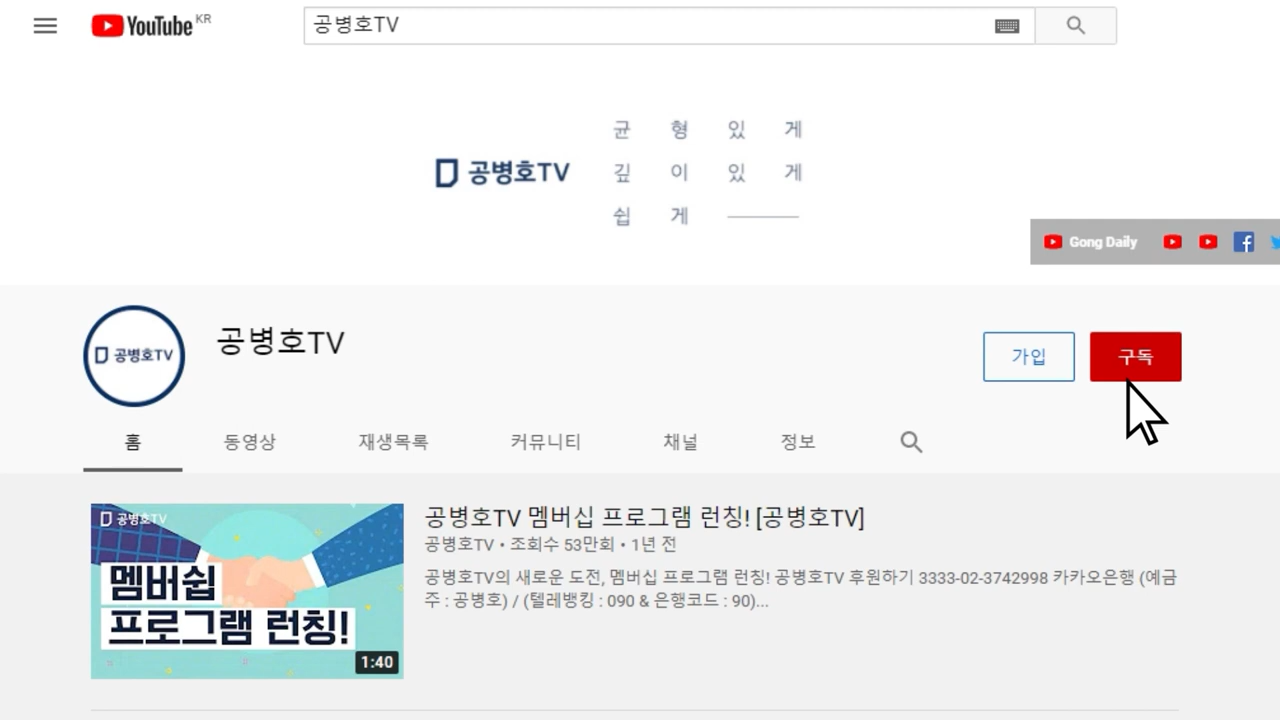 YouTube KR
공병호TV
공병호TV
균 형 있 게
깊 이 있 게
쉽 게
Gong Daily
공병호TV
공병호TV
가입
구독
홈
동영상
재생목록
커뮤니티
채널
정보
공병호TV
멤버쉽
프로그램 런칭!
1:40
공병호TV 멤버십 프로그램 런칭! [공병호TV]
공병호TV • 조회수 53만회 • 1년 전
공병호TV의 새로운 도전, 멤버십 프로그램 런칭! 공병호TV 후원하기 3333-02-3742998 카카오은행 (예금
주 : 공병호) / (텔레뱅킹 : 090 & 은행코드 : 90)...